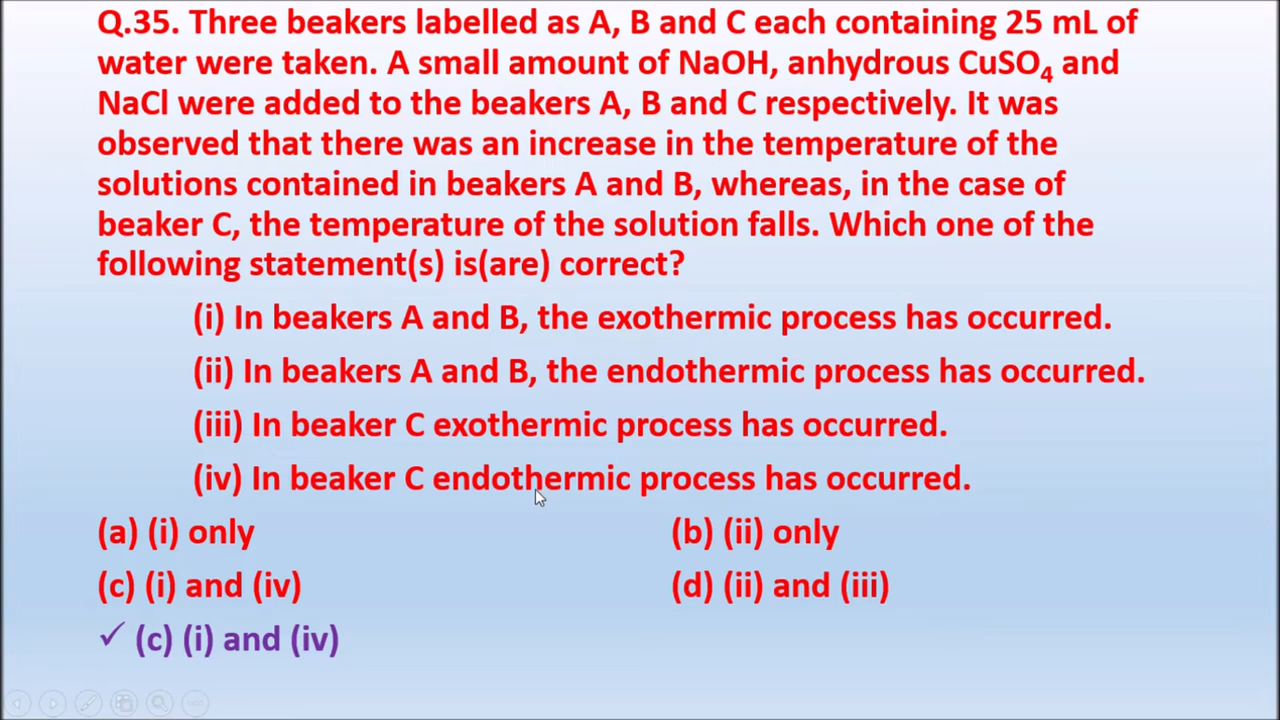 Q.35. Three beakers labelled as A, B and C each containing 25 mL of
water were taken. A small amount of NaOH, anhydrous CuSO₄ and
NaCl were added to the beakers A, B and C respectively. It was
observed that there was an increase in the temperature of the
solutions contained in beakers A and B, whereas, in the case of
beaker C, the temperature of the solution falls. Which one of the
following statement(s) is(are) correct?
(i) In beakers A and B, the exothermic process has occurred.
(ii) In beakers A and B, the endothermic process has occurred.
(iii) In beaker C exothermic process has occurred.
(iv) In beaker C endothermic process has occurred.
(a) (i) only (b) (ii) only
(c) (i) and (iv) (d) (ii) and (iii)
✓ (c) (i) and (iv)